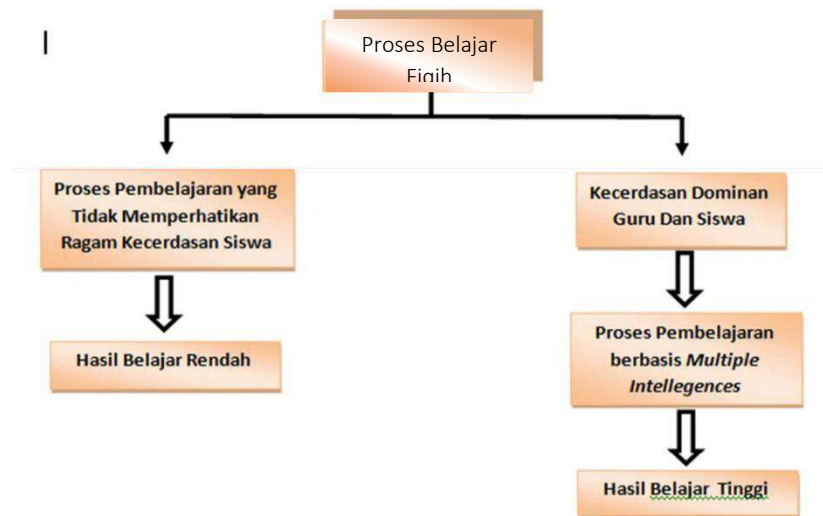 Proses Belajar
Fiqih
Proses Pembelajaran yang
Tidak Memperhatikan
Ragam Kecerdasan Siswa
Hasil Belajar Rendah
Kecerdasan Dominan
Guru Dan Siswa
Proses Pembelajaran
berbasis Multiple
Intellegences
Hasil Belajar Tinggi